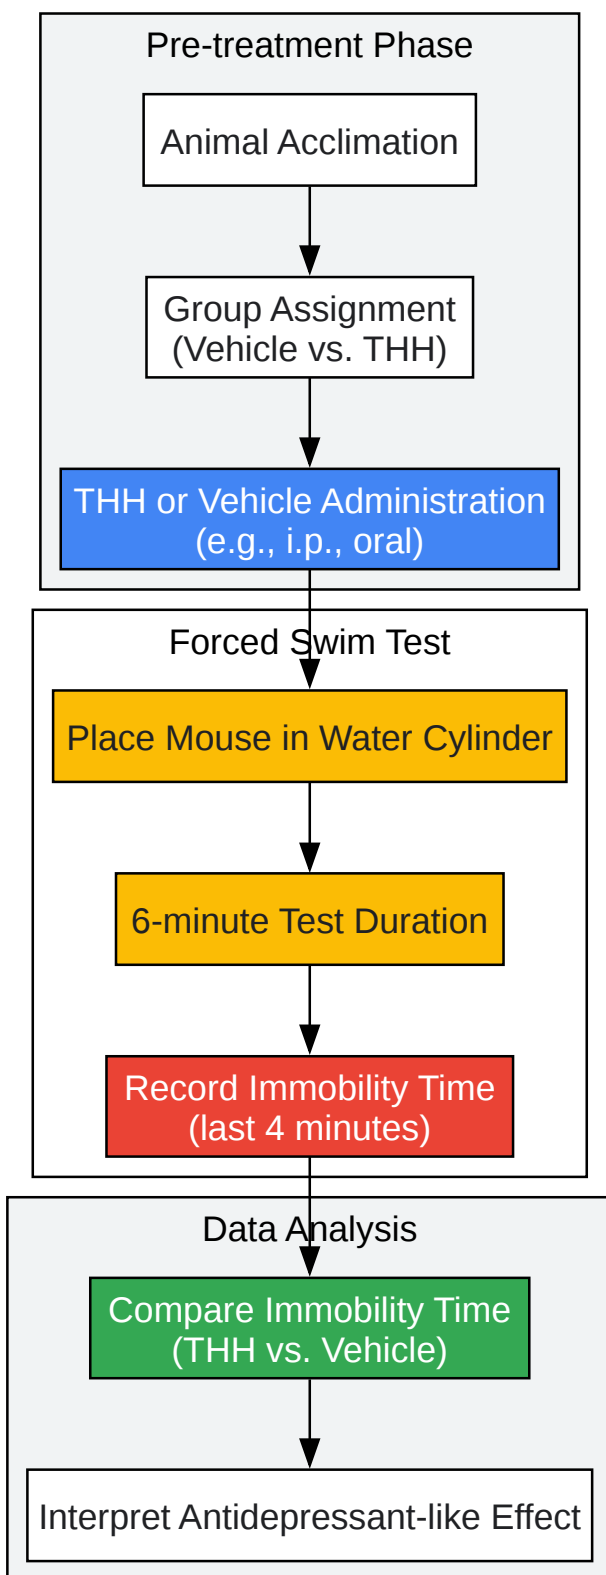 Pre-treatment Phase
Animal Acclimation
Group Assignment
(Vehicle vs. THH)
THH or Vehicle Administration
(e.g., i.p., oral)
Forced Swim Test
Place Mouse in Water Cylinder
6-minute Test Duration
Record Immobility Time
(last 4 minutes)
Data Analysis
Compare Immobility Time
(THH vs. Vehicle)
Interpret Antidepressant-like Effect